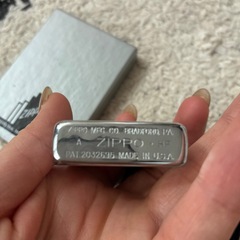 ZIPPO MFG. CO. BRADFORD, PA.
A ZIPPO
PAT. 2032695 MADE IN U.S.A.